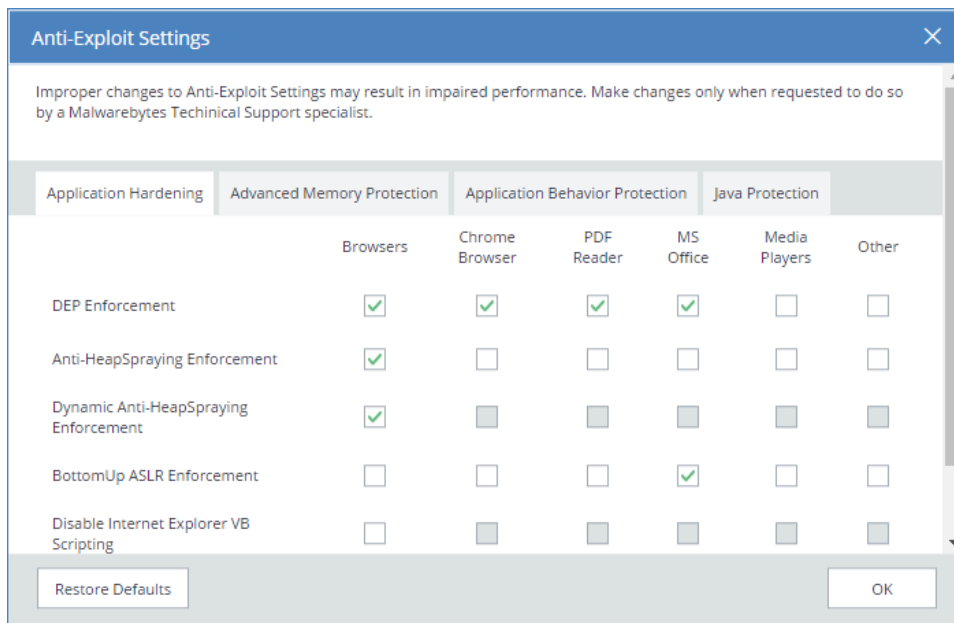 Anti-Exploit Settings
Improper changes to Anti-Exploit Settings may result in impaired performance. Make changes only when requested to do so
by a Malwarebytes Techinical Support specialist.
Application Hardening Advanced Memory Protection Application Behavior Protection Java Protection
Browsers Chrome Browser PDF Reader MS Office Media Players Other
DEP Enforcement
Anti-HeapSpraying Enforcement
Dynamic Anti-HeapSpraying
Enforcement
BottomUp ASLR Enforcement
Disable Internet Explorer VB
Scripting
Restore Defaults OK